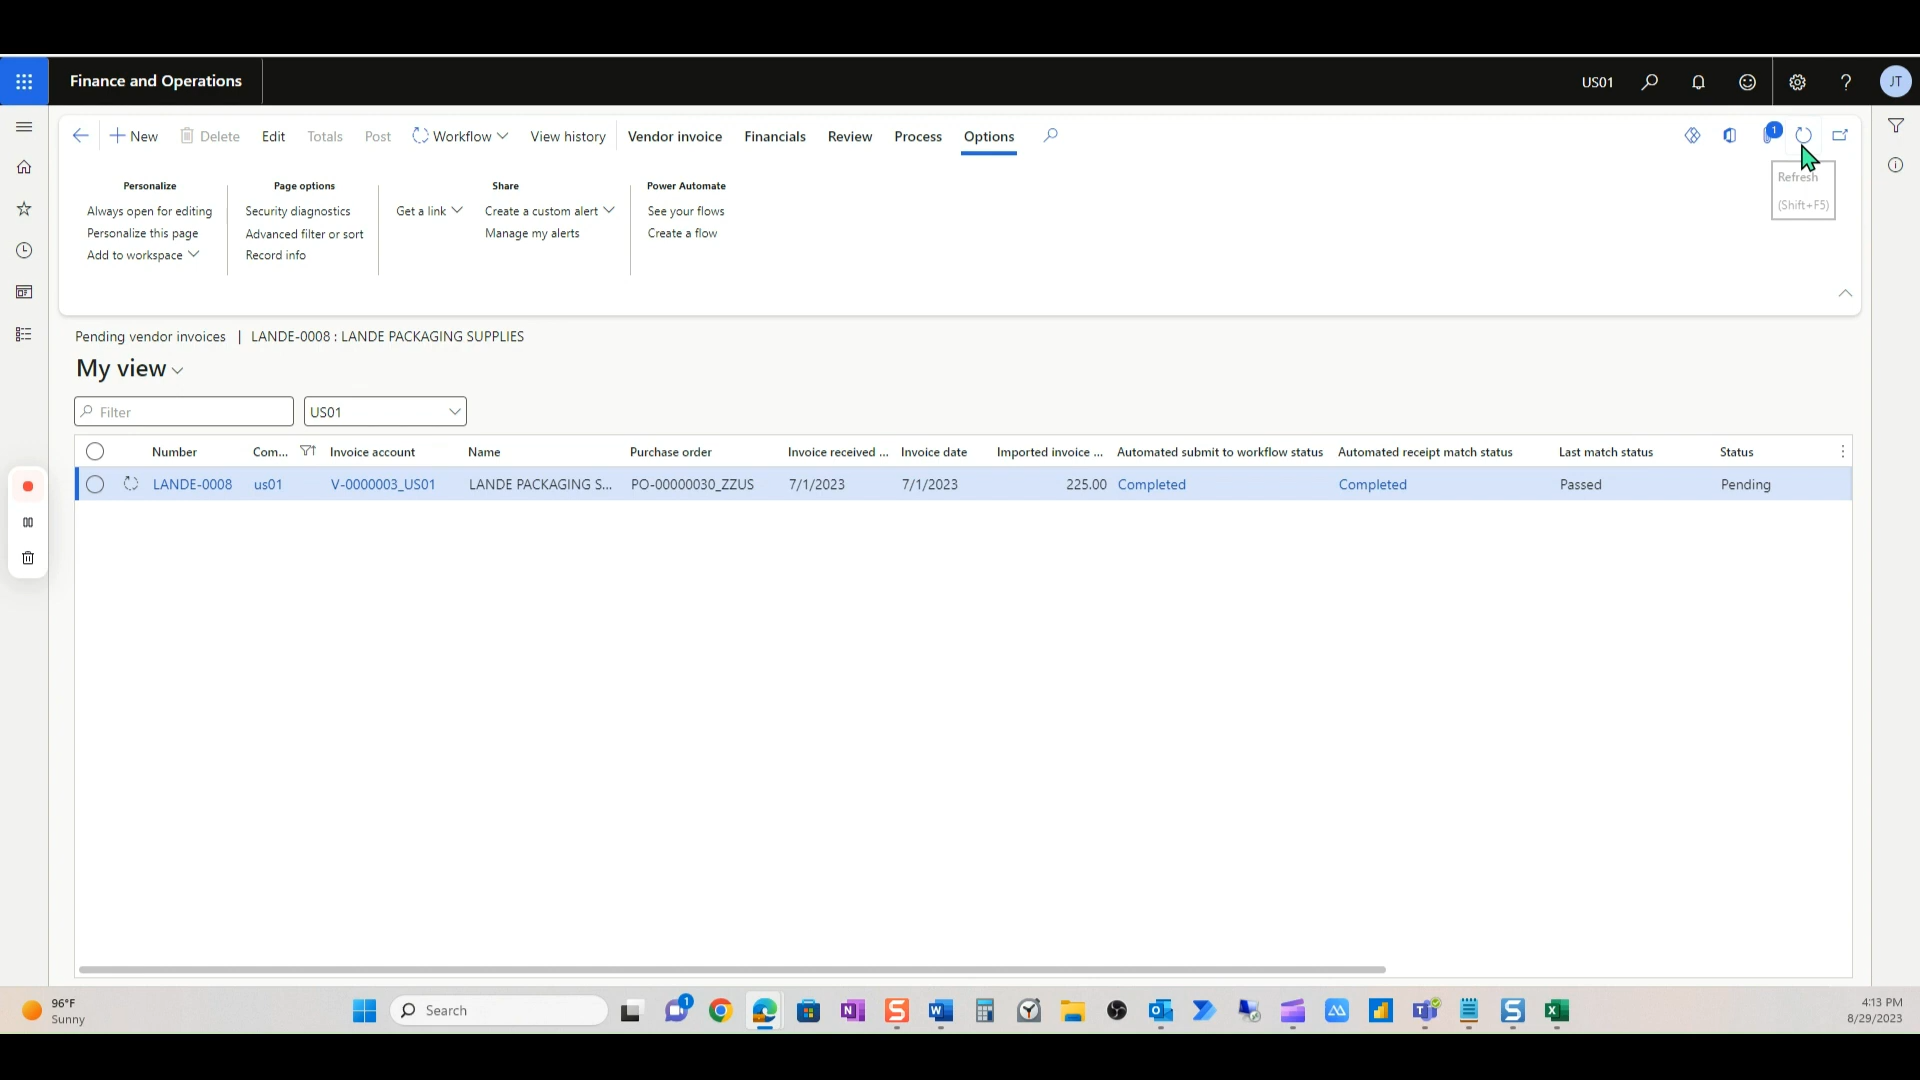 Finance and Operations
US01
JT
New
Delete
Edit
Totals
Post
Workflow
View history
Vendor invoice
Financials
Review
Process
Options
1
Refresh
(Shift+F5)
Personalize
Always open for editing
Personalize this page
Add to workspace
Page options
Security diagnostics
Advanced filter or sort
Record info
Share
Get a link
Create a custom alert
Manage my alerts
Power Automate
See your flows
Create a flow
Pending vendor invoices | LANDE-0008 : LANDE PACKAGING SUPPLIES
My view
Filter
US01
Number Com... Invoice account Name Purchase order Invoice received ... Invoice date Imported invoice ... Automated submit to workflow status Automated receipt match status Last match status Status
LANDE-0008 us01 V-0000003_US01 LANDE PACKAGING S... PO-00000030_ZZUS 7/1/2023 7/1/2023 225.00 Completed Completed Passed Pending
96°F
Sunny
Search
1
4:13 PM
8/29/2023